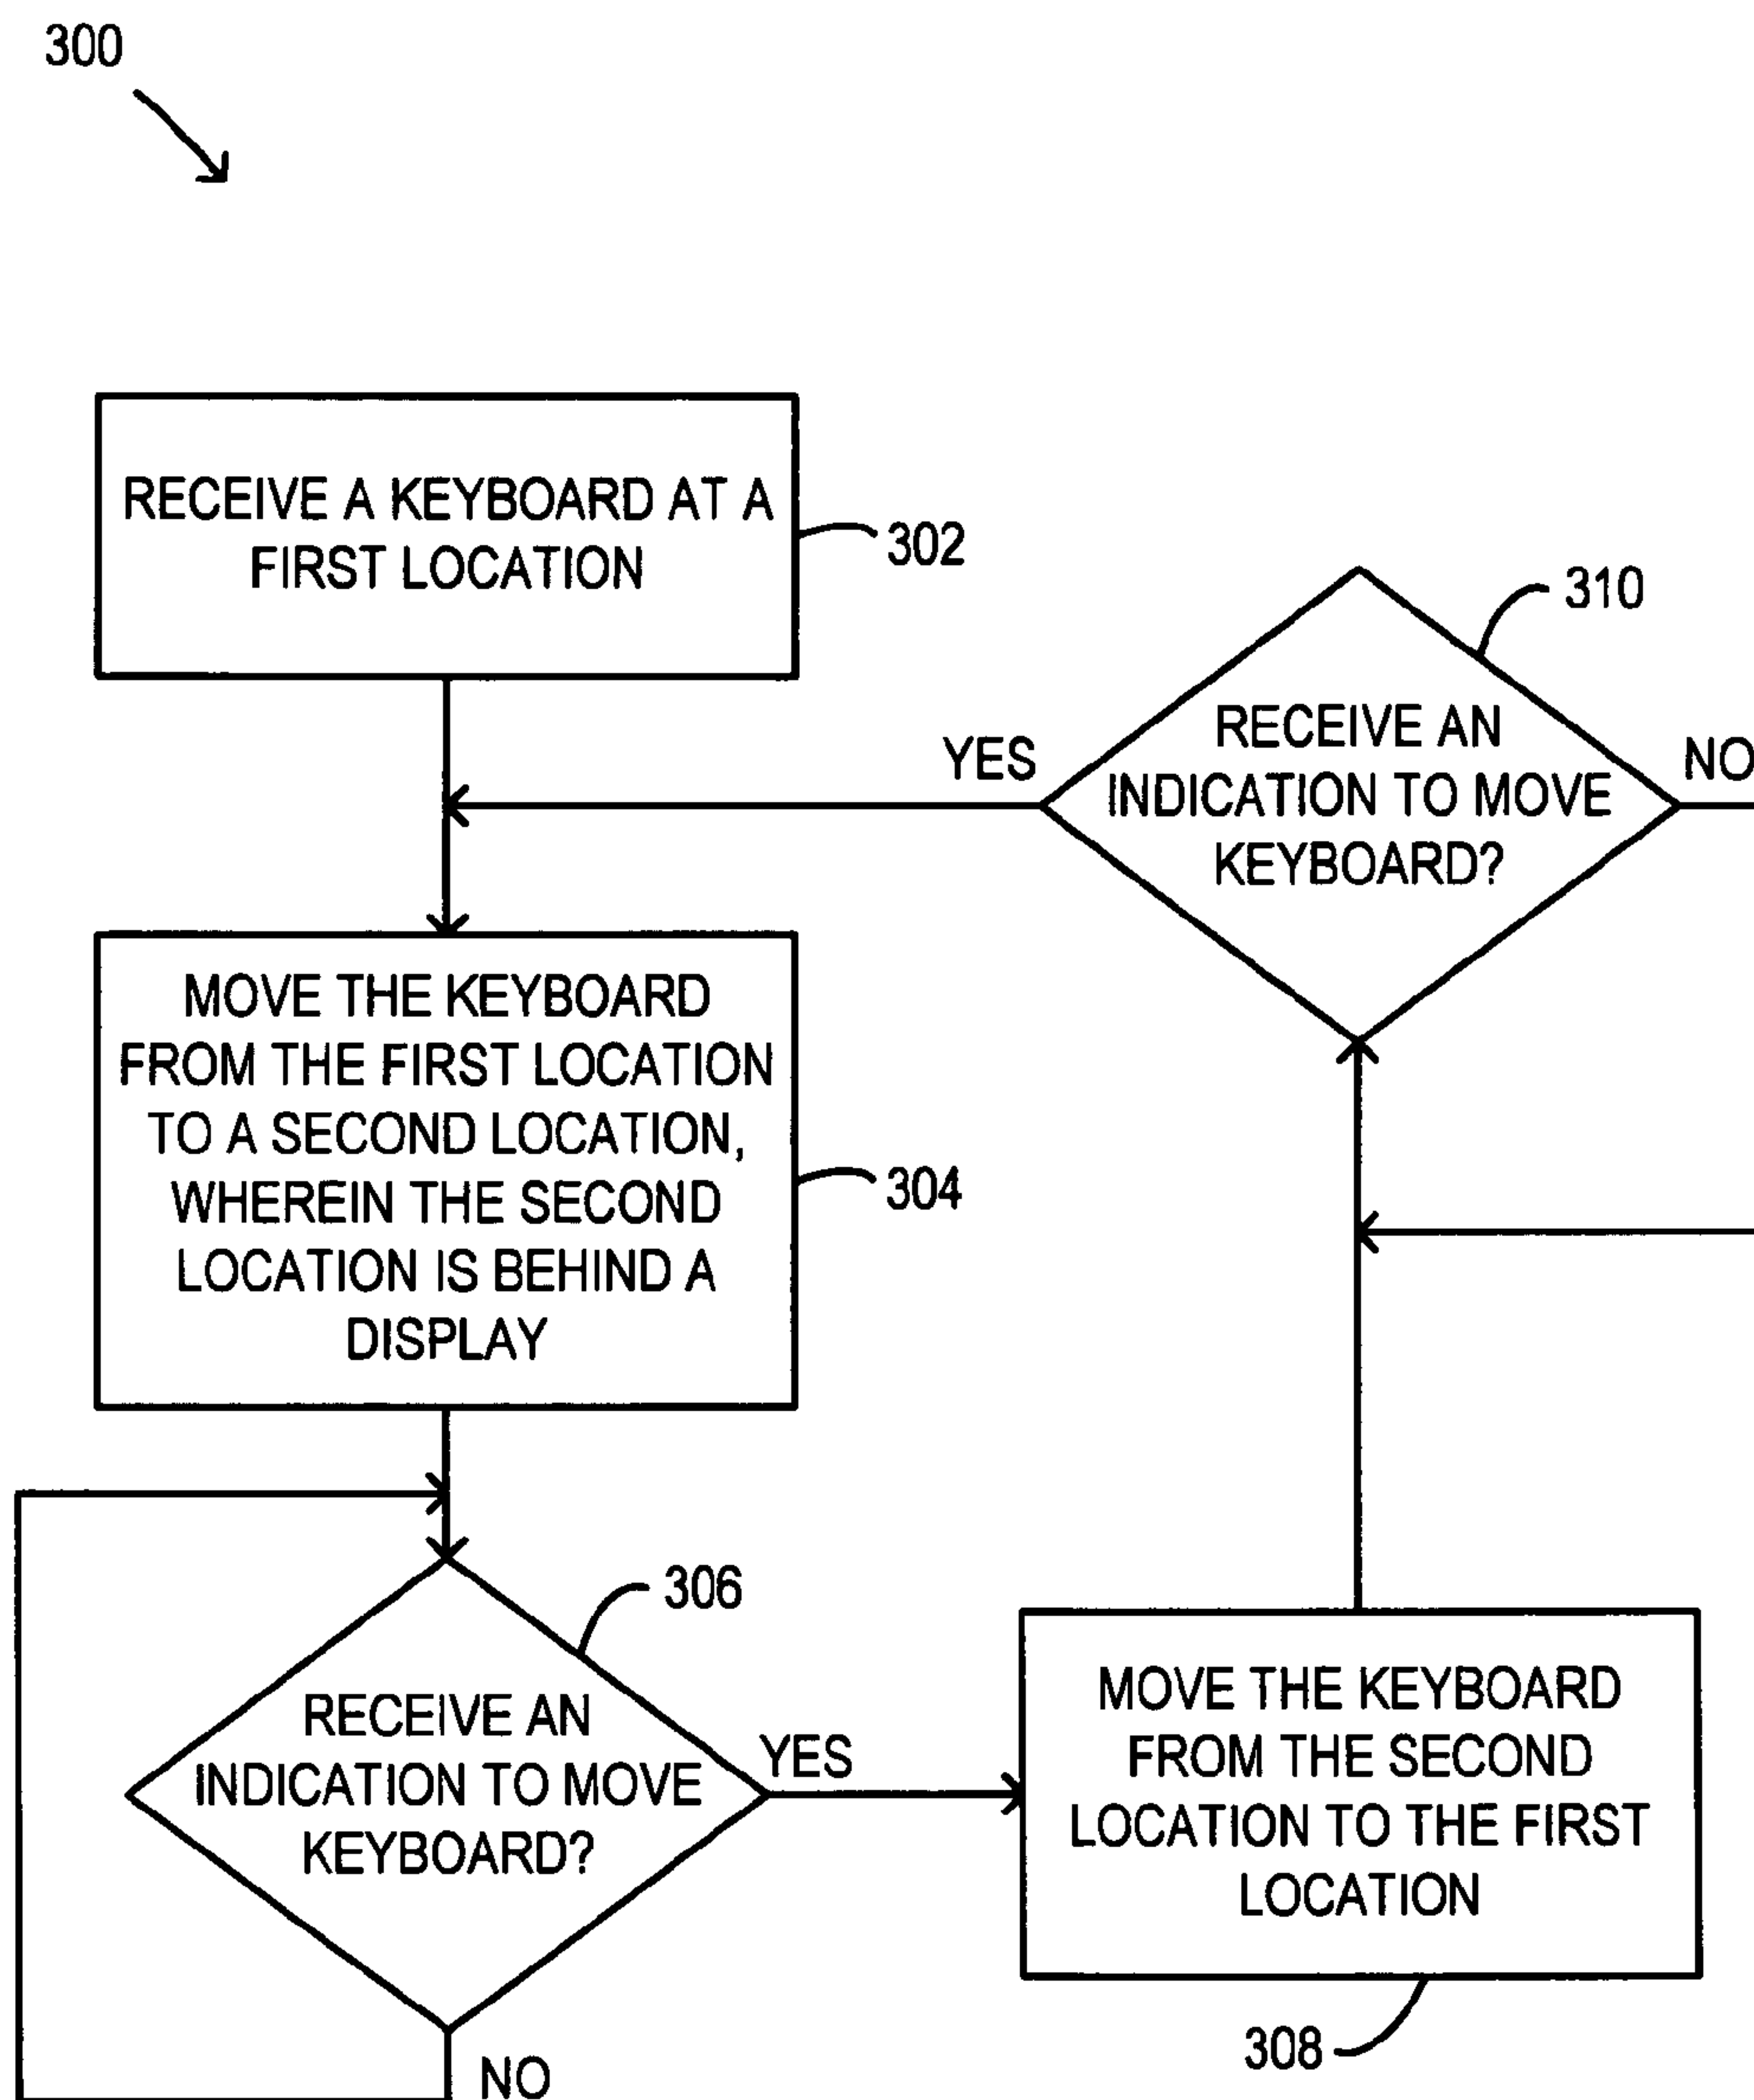 300
RECEIVE A KEYBOARD AT A
FIRST LOCATION
302
310
RECEIVE AN
INDICATION TO MOVE
KEYBOARD?
YES
NO
MOVE THE KEYBOARD
FROM THE FIRST LOCATION
TO A SECOND LOCATION,
WHEREIN THE SECOND
LOCATION IS BEHIND A
DISPLAY
304
306
RECEIVE AN
INDICATION TO MOVE
KEYBOARD?
YES
NO
MOVE THE KEYBOARD
FROM THE SECOND
LOCATION TO THE FIRST
LOCATION
308